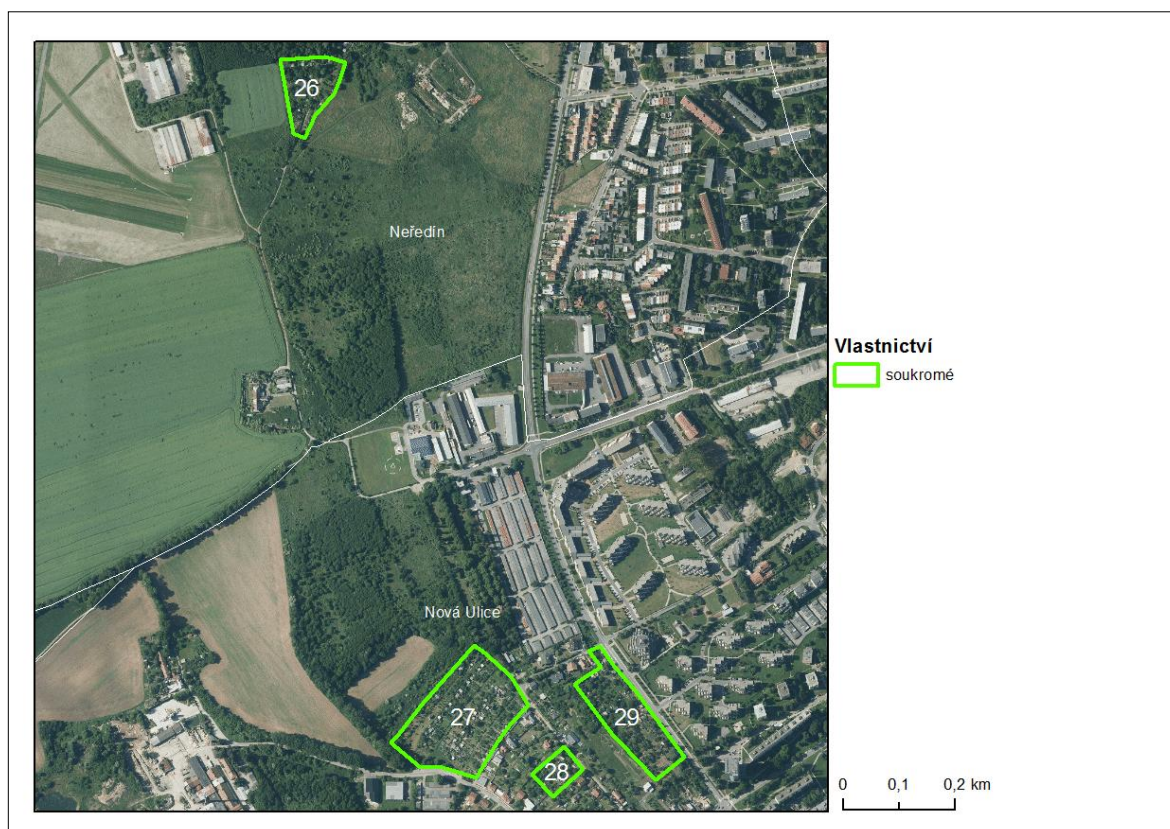 26
Neředín
Vlastnictví
soukromé
Nová Ulice
27
29
28
0 0,1 0,2 km